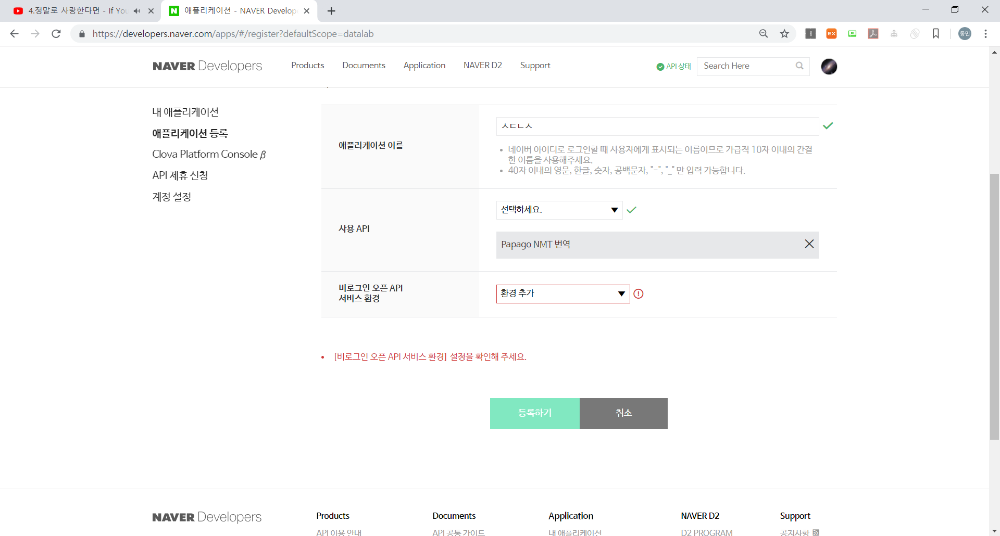 4.정말로 사랑한다면 - If You
애플리케이션 - NAVER Develop
https://developers.naver.com/apps/#/register?defaultScope=datalab
EX
동민
NAVER Developers
Products
Documents
Application
NAVER D2
Support
API 상태
Search Here
내 애플리케이션
애플리케이션 등록
Clova Platform Console β
API 제휴 신청
계정 설정
애플리케이션 이름
ㅅㄷㄴㅅ
• 네이버 아이디로 로그인할 때 사용자에게 표시되는 이름이므로 가급적 10자 이내의 간결
한 이름을 사용해주세요.
• 40자 이내의 영문, 한글, 숫자, 공백문자, "-", "_" 만 입력 가능합니다.
사용 API
선택하세요.
Papago NMT 번역
비로그인 오픈 API
서비스 환경
환경 추가
• [비로그인 오픈 API 서비스 환경] 설정을 확인해 주세요.
등록하기
취소
NAVER Developers
Products
Documents
Application
NAVER D2
Support
API 이용 안내
API 공통 가이드
내 애플리케이션
D2 PROGRAM
공지사항